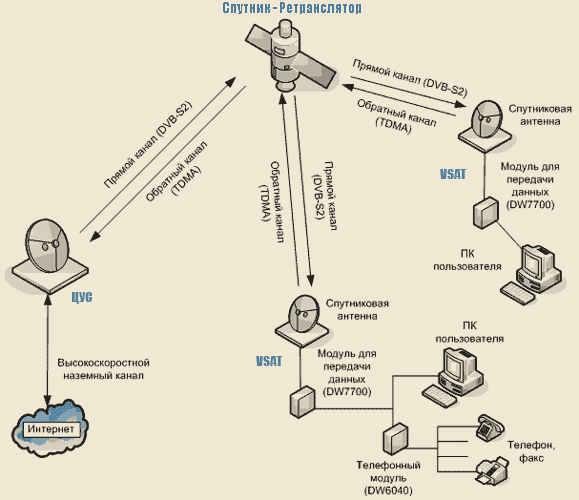 Спутник - Ретранслятор
Прямой канал (DVB-S2)
Обратный канал
(TDMA)
Спутниковая
антенна
VSAT
Модуль для
передачи
данных
(DW7700)
ПК
пользователя
Прямой канал (DVB-S2)
Обратный канал
(TDMA)
Обратный канал
(TDMA)
Прямой канал
(DVB-S2)
ЦУС
Высокоскоростной
наземный канал
Интернет
Спутниковая
антенна
VSAT
Модуль для
передачи
данных
(DW7700)
ПК
пользователя
Телефонный
модуль
(DW6040)
Телефон,
факс